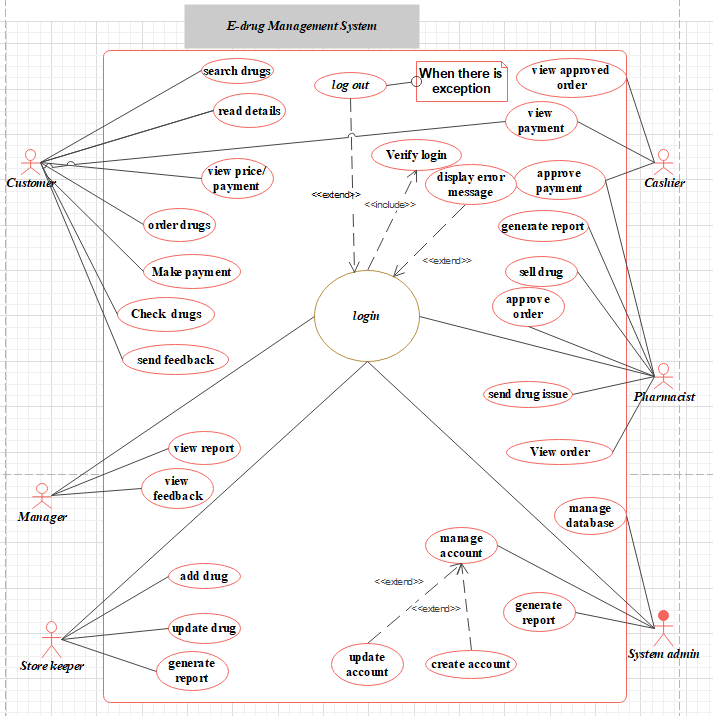 E-drug Management System
search drugs
log out
When there is
exception
view approved
order
read details
view
payment
Verify login
Customer
view price/
payment
display error
message
approve
payment
Cashier
<<extend>>
<<include>>
order drugs
generate report
<<extend>>
Make payment
sell drug
approve
order
Check drugs
login
send feedback
send drug issue
Pharmacist
view report
View order
view
feedback
Manager
manage
database
manage
account
add drug
<<extend>>
<<extend>>
generate
report
update drug
Store keeper
generate
report
update
account
create account
System admin